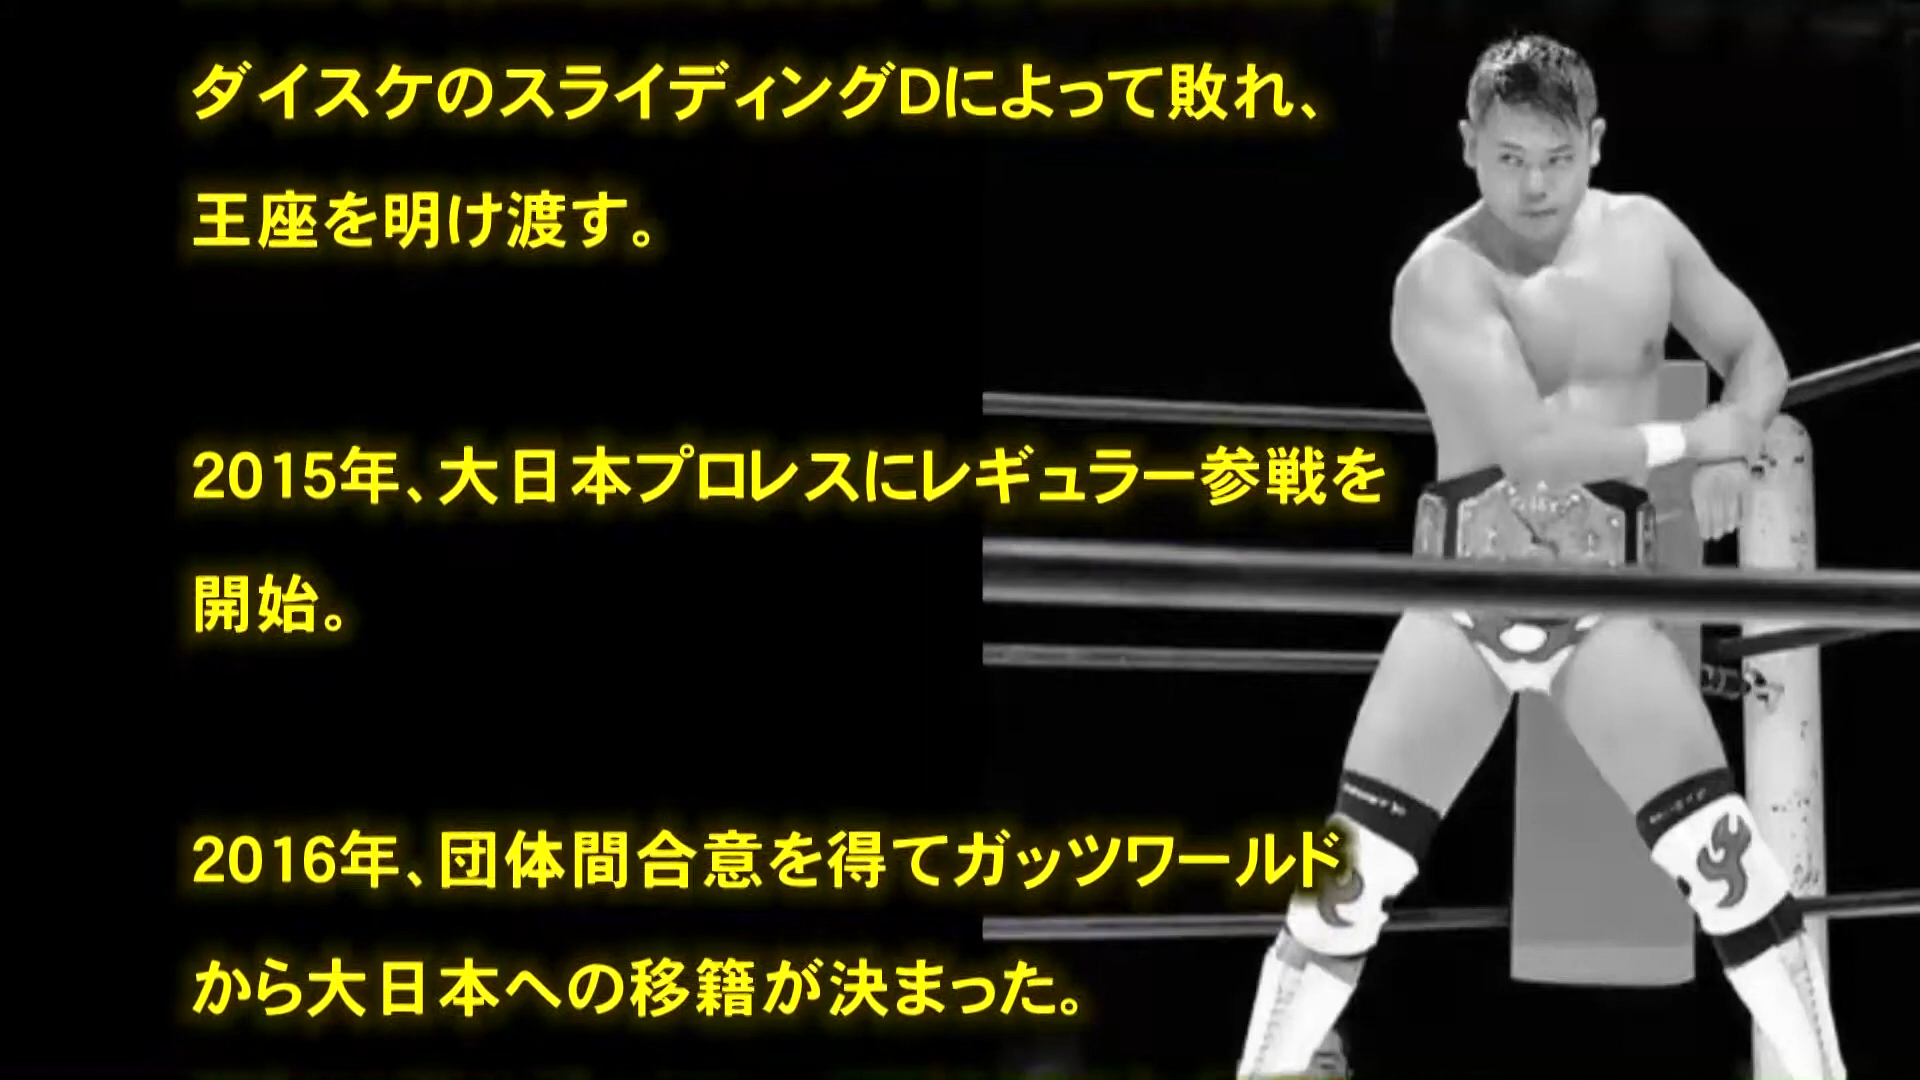 ダイスケのスライディングDによって敗れ、
王座を明け渡す。
2015年、大日本プロレスにレギュラー参戦を
開始。
2016年、団体間合意を得てガッツワールド
から大日本への移籍が決まった。